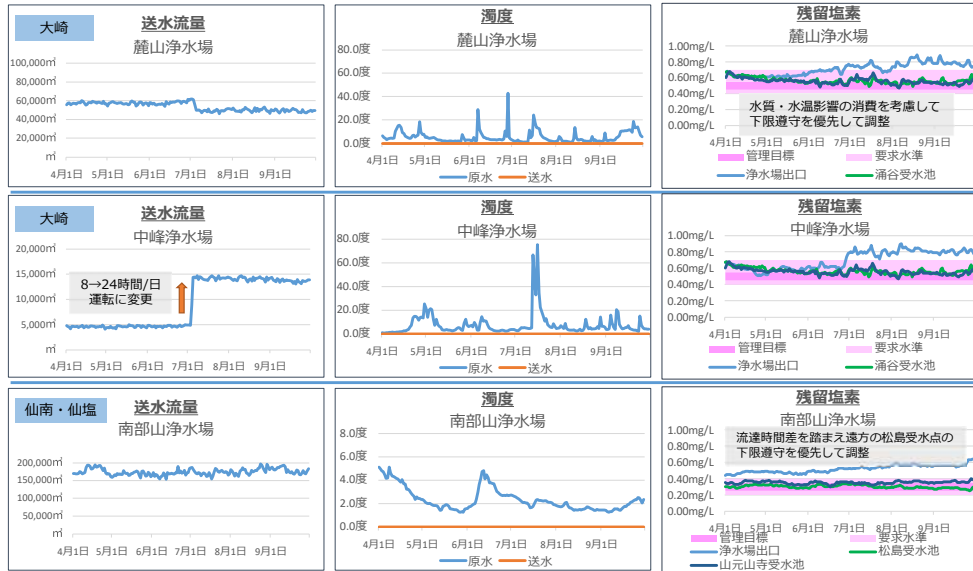 大崎
送水流量
麓山浄水場
100,000㎥
80,000㎥
60,000㎥
40,000㎥
20,000㎥
㎥
4月1日 5月1日 6月1日 7月1日 8月1日 9月1日
濁度
麓山浄水場
80.0度
60.0度
40.0度
20.0度
0.0度
4月1日 5月1日 6月1日 7月1日 8月1日 9月1日
原水 送水
残留塩素
麓山浄水場
1.00mg/L
0.80mg/L
0.60mg/L
0.40mg/L
0.20mg/L
0.00mg/L
水質・水温影響の消費を考慮して
下限遵守を優先して調整
4月1日 5月1日 6月1日 7月1日 8月1日 9月1日
管理目標 要求水準
浄水場出口 涌谷受水池
大崎
送水流量
中峰浄水場
20,000㎥
15,000㎥
10,000㎥
5,000㎥
㎥
8→24時間/日
運転に変更
4月1日 5月1日 6月1日 7月1日 8月1日 9月1日
濁度
中峰浄水場
80.0度
60.0度
40.0度
20.0度
0.0度
4月1日 5月1日 6月1日 7月1日 8月1日 9月1日
原水 送水
残留塩素
中峰浄水場
1.00mg/L
0.80mg/L
0.60mg/L
0.40mg/L
0.20mg/L
0.00mg/L
4月1日 5月1日 6月1日 7月1日 8月1日 9月1日
管理目標 要求水準
浄水場出口 涌谷受水池
仙南・仙塩
送水流量
南部山浄水場
200,000㎥
150,000㎥
100,000㎥
50,000㎥
㎥
4月1日 5月1日 6月1日 7月1日 8月1日 9月1日
濁度
南部山浄水場
8.0度
6.0度
4.0度
2.0度
0.0度
4月1日 5月1日 6月1日 7月1日 8月1日 9月1日
原水 送水
残留塩素
南部山浄水場
流達時間差を踏まえ遠方の松島受水点の
下限遵守を優先して調整
1.00mg/L
0.80mg/L
0.60mg/L
0.40mg/L
0.20mg/L
0.00mg/L
4月1日 5月1日 6月1日 7月1日 8月1日 9月1日
管理目標 要求水準
浄水場出口 松島受水池
山元山寺受水池